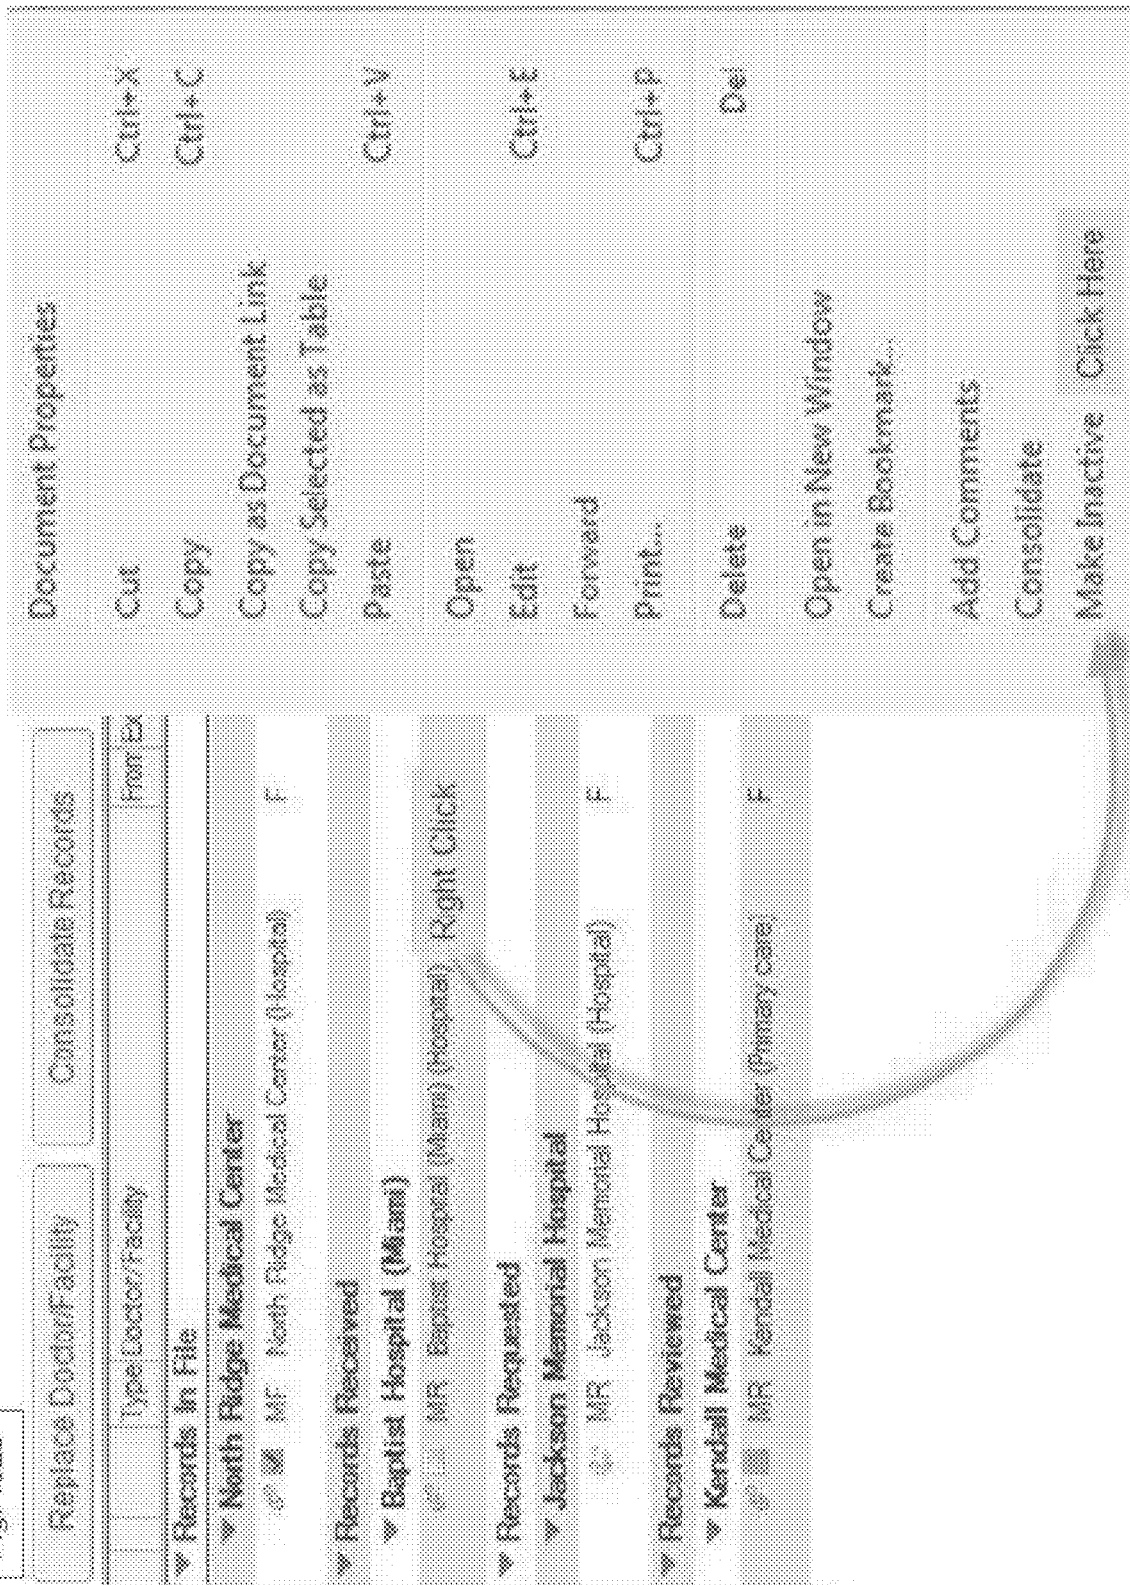 Replace Doctor/Facility Consolidate Records
Type Doctor/Facility From Ex
Records In File
North Ridge Medical Center
MR North Ridge Medical Center (Hospital) F
Records Received
Baptist Hospital (Miami)
MR Baptist Hospital (Miami) (Hospital) Right Click
Records Requested
Jackson Memorial Hospital
MR Jackson Memorial Hospital (Hospital) F
Records Reviewed
Kendall Medical Center
MR Kendall Medical Center (Primary care) F
Document Properties
Cut Ctrl+X
Copy Ctrl+C
Copy as Document Link
Copy Selected as Table
Paste Ctrl+V
Open
Edit Ctrl+E
Forward
Print... Ctrl+P
Delete Del
Open in New Window
Create Bookmark...
Add Comments
Consolidate
Make Inactive Click Here